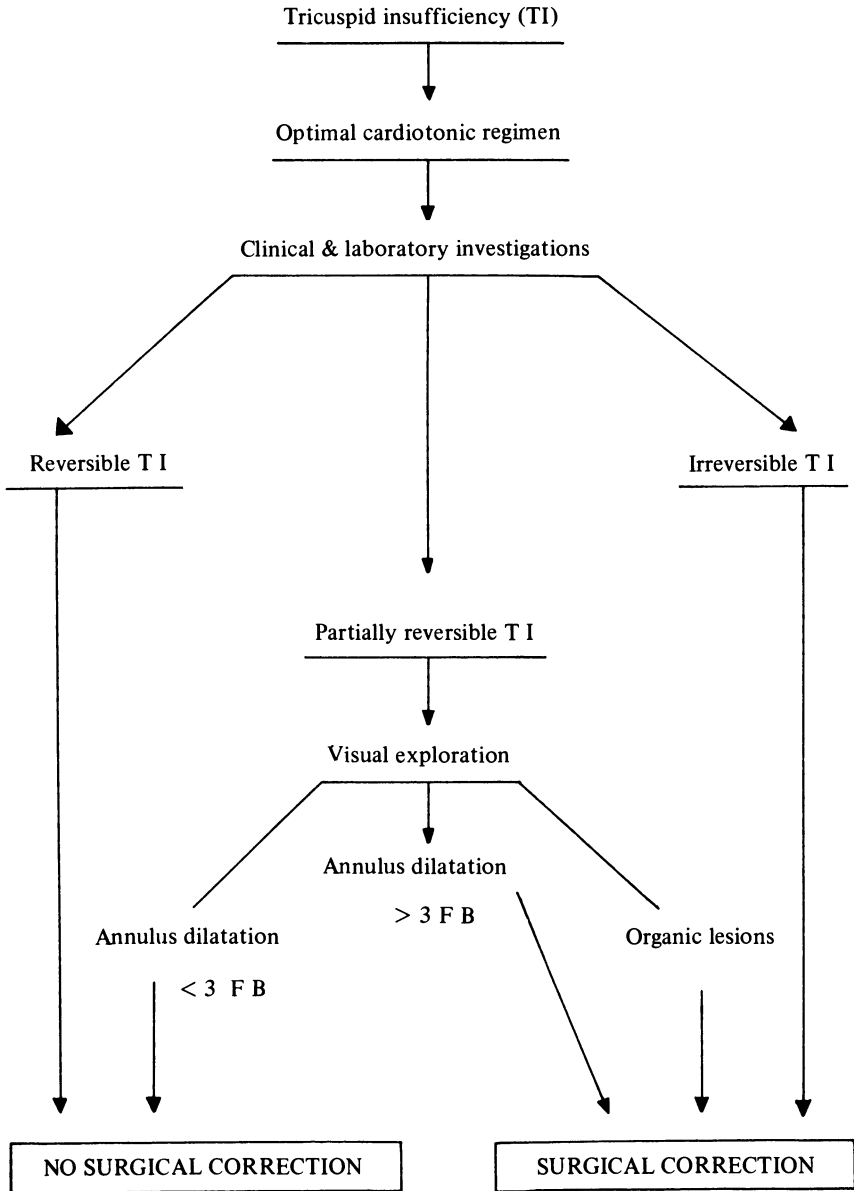 Tricuspid insufficiency (TI)
Optimal cardiotonic regimen
Clinical & laboratory investigations
Reversible T I
Irreversible T I
Partially reversible T I
Visual exploration
Annulus dilatation
> 3 F B
Annulus dilatation
< 3 F B
Organic lesions
NO SURGICAL CORRECTION
SURGICAL CORRECTION